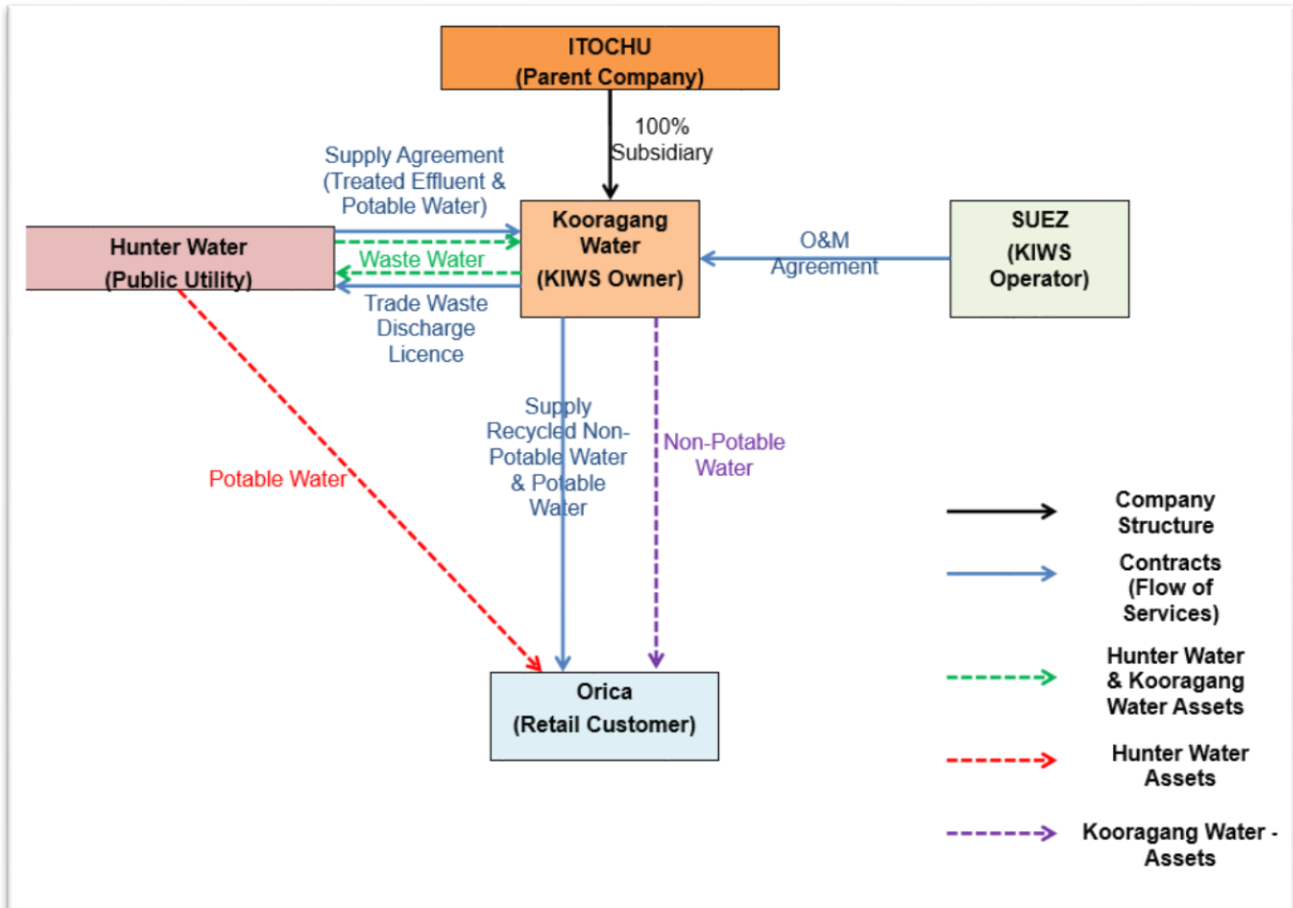 ITOCHU
(Parent Company)
100%
Subsidiary
Supply Agreement
(Treated Effluent &
Potable Water)
Hunter Water
(Public Utility)
Waste Water
Trade Waste
Discharge
Licence
Kooragang
Water
(KIWS Owner)
O&M
Agreement
SUEZ
(KIWS
Operator)
Potable Water
Supply
Recycled Non-
Potable Water
& Potable
Water
Non-Potable
Water
Orica
(Retail Customer)
Company
Structure
Contracts
(Flow of
Services)
Hunter Water
& Kooragang
Water Assets
Hunter Water
Assets
Kooragang Water -
Assets